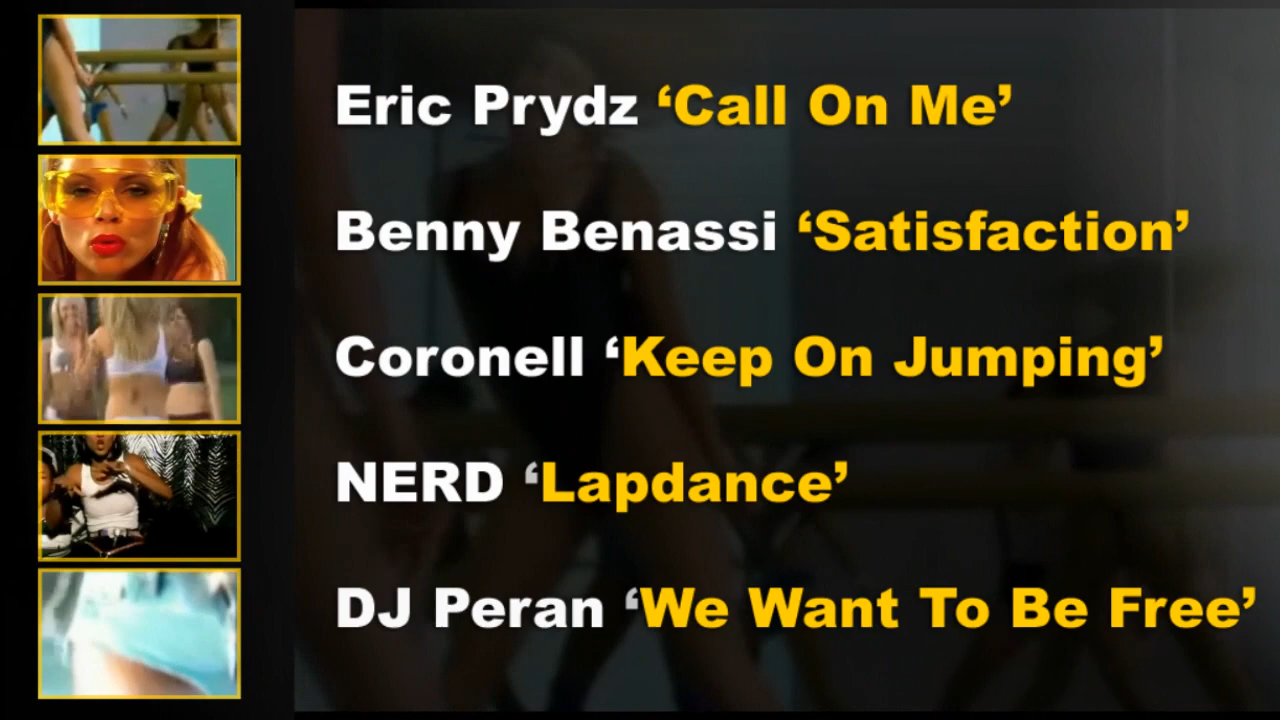 Eric Prydz ‘Call On Me’
Benny Benassi ‘Satisfaction’
Coronell ‘Keep On Jumping’
NERD ‘Lapdance’
DJ Peran ‘We Want To Be Free’